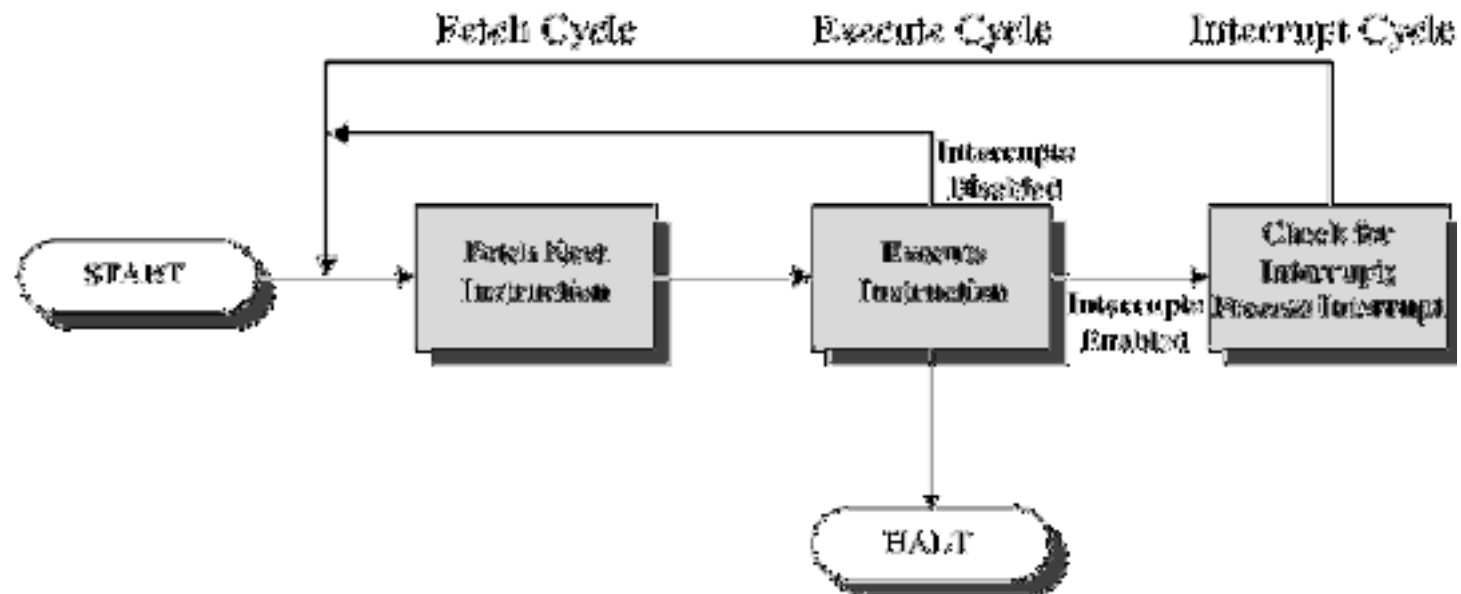 Fetch Cycle
Execute Cycle
Interrupt Cycle
Interrupts
Disabled
START
Fetch Next
Instruction
Execute
Instruction
Interrupts
Enabled
Check for
Interrupt;
Process Interrupt
HALT